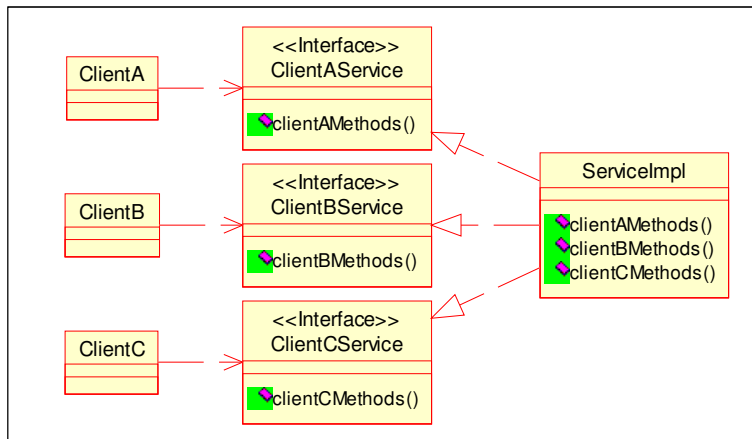 ClientA
<<Interface>>
ClientAService
clientAMethods()
ClientB
<<Interface>>
ClientBService
clientBMethods()
ClientC
<<Interface>>
ClientCService
clientCMethods()
ServiceImpl
clientAMethods()
clientBMethods()
clientCMethods()